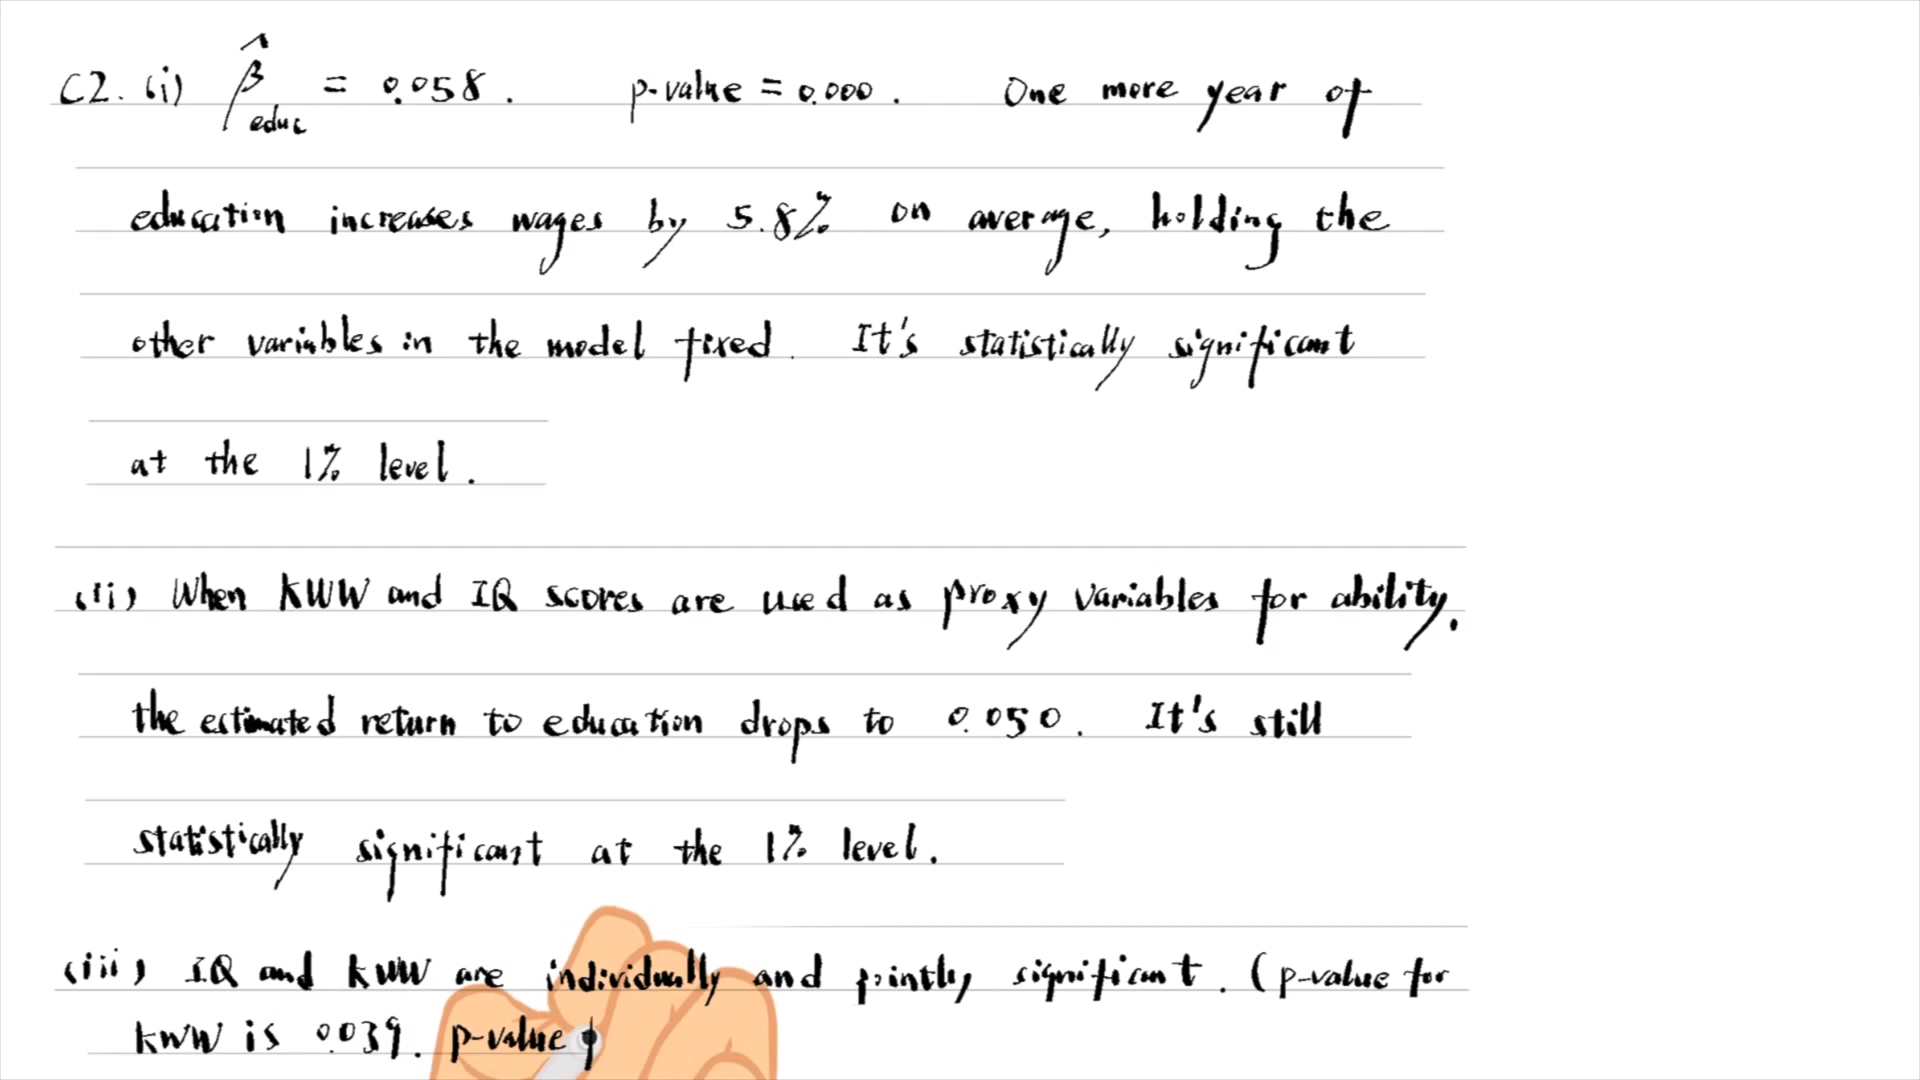 C2. (i) β̂educ = 0.058. p-value = 0.000. One more year of
education increases wages by 5.8% on average, holding the
other variables in the model fixed. It's statistically significant
at the 1% level.
(ii) When KWW and IQ scores are used as proxy variables for ability.
the estimated return to education drops to 0.050. It's still
statistically significant at the 1% level.
(iii) IQ and KWW are individually and jointly significant. (p-value for
KWW is 0.039. p-value